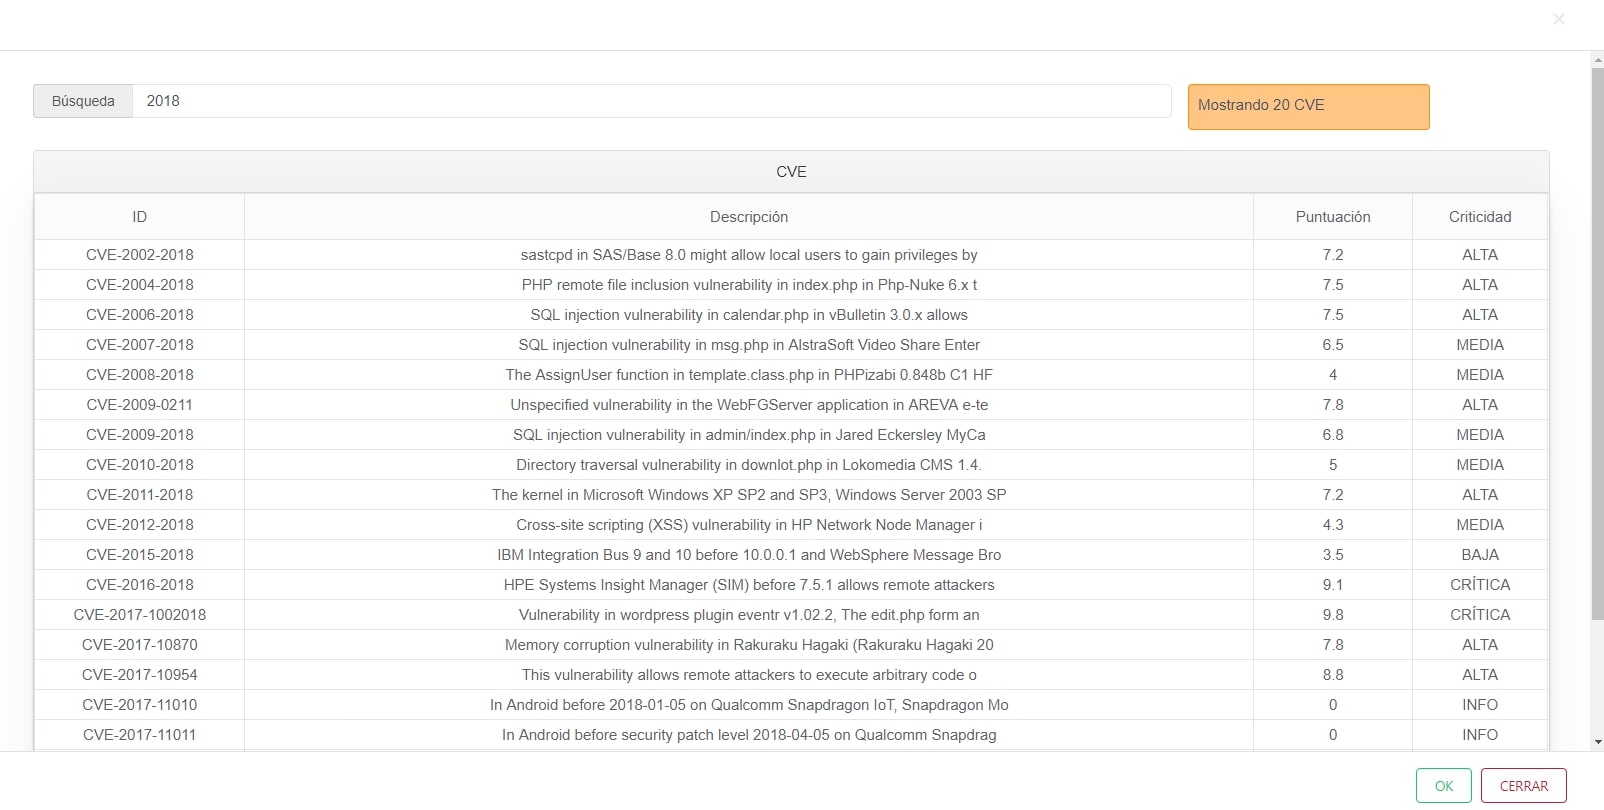 ×
Búsqueda 2018 Mostrando 20 CVE
CVE
ID Descripción Puntuación Criticidad
CVE-2002-2018 sastcpd in SAS/Base 8.0 might allow local users to gain privileges by 7.2 ALTA
CVE-2004-2018 PHP remote file inclusion vulnerability in index.php in Php-Nuke 6.x t 7.5 ALTA
CVE-2006-2018 SQL injection vulnerability in calendar.php in vBulletin 3.0.x allows 7.5 ALTA
CVE-2007-2018 SQL injection vulnerability in msg.php in AlstraSoft Video Share Enter 6.5 MEDIA
CVE-2008-2018 The AssignUser function in template.class.php in PHPizabi 0.848b C1 HF 4 MEDIA
CVE-2009-0211 Unspecified vulnerability in the WebFGServer application in AREVA e-te 7.8 ALTA
CVE-2009-2018 SQL injection vulnerability in admin/index.php in Jared Eckersley MyCa 6.8 MEDIA
CVE-2010-2018 Directory traversal vulnerability in downlot.php in Lokomedia CMS 1.4. 5 MEDIA
CVE-2011-2018 The kernel in Microsoft Windows XP SP2 and SP3, Windows Server 2003 SP 7.2 ALTA
CVE-2012-2018 Cross-site scripting (XSS) vulnerability in HP Network Node Manager i 4.3 MEDIA
CVE-2015-2018 IBM Integration Bus 9 and 10 before 10.0.0.1 and WebSphere Message Bro 3.5 BAJA
CVE-2016-2018 HPE Systems Insight Manager (SIM) before 7.5.1 allows remote attackers 9.1 CRÍTICA
CVE-2017-1002018 Vulnerability in wordpress plugin eventr v1.02.2, The edit.php form an 9.8 CRÍTICA
CVE-2017-10870 Memory corruption vulnerability in Rakuraku Hagaki (Rakuraku Hagaki 20 7.8 ALTA
CVE-2017-10954 This vulnerability allows remote attackers to execute arbitrary code o 8.8 ALTA
CVE-2017-11010 In Android before 2018-01-05 on Qualcomm Snapdragon IoT, Snapdragon Mo 0 INFO
CVE-2017-11011 In Android before security patch level 2018-04-05 on Qualcomm Snapdrag 0 INFO
OK CERRAR